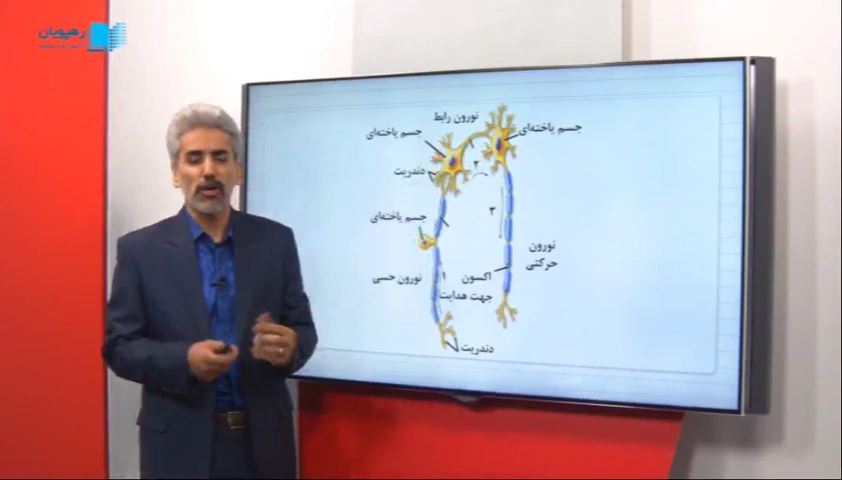 رهپویان
نورون رابط
جسم یاخته‌ای
جسم یاخته‌ای
۲
دندریت
۳
جسم یاخته‌ای
نورون
حرکتی
نورون حسی
۱
اکسون
جهت هدایت
دندریت